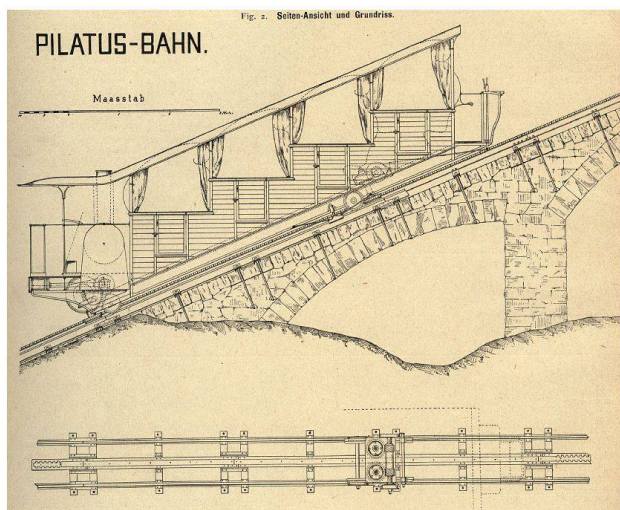 Fig. 2. Seiten-Ansicht und Grundriss.
PILATUS-BAHN.
Maasstab